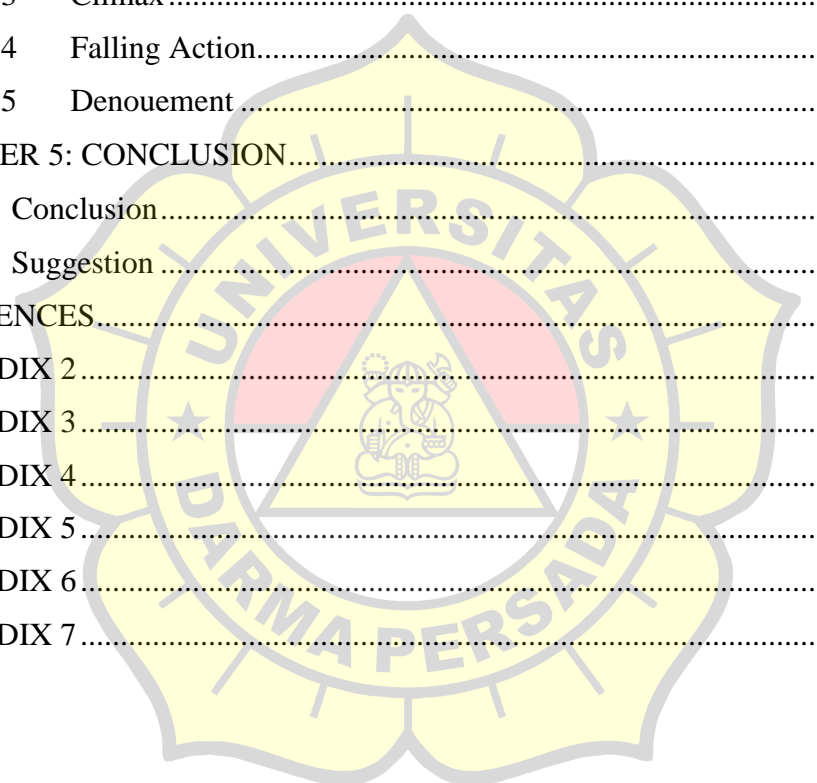 3 Climax........................................................................
4 Falling Action..............................................................
5 Denouement ................................................................
ER 5: CONCLUSION..........................................................
Conclusion.........................................................................
Suggestion .........................................................................
ENCES..................................................................................
DIX 2....................................................................................
DIX 3....................................................................................
DIX 4....................................................................................
DIX 5....................................................................................
DIX 6....................................................................................
DIX 7....................................................................................
UNIVERSITAS
DARMA PERSADA